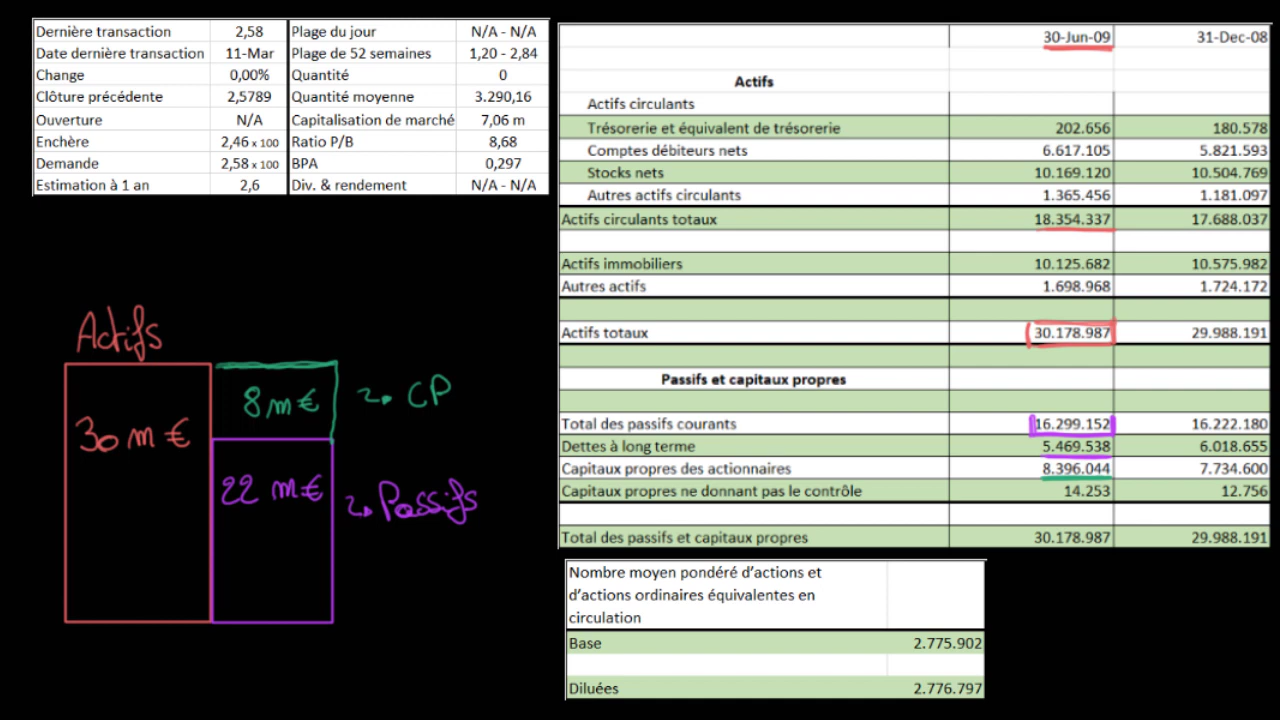 Dernière transaction 2,58 Plage du jour N/A - N/A
Date dernière transaction 11-Mar Plage de 52 semaines 1,20 - 2,84
Change 0,00% Quantité 0
Clôture précédente 2,5789 Quantité moyenne 3.290,16
Ouverture N/A Capitalisation de marché 7,06 m
Enchère 2,46 x 100 Ratio P/B 8,68
Demande 2,58 x 100 BPA 0,297
Estimation à 1 an 2,6 Div. & rendement N/A - N/A
30-Jun-09 31-Dec-08
Actifs
Actifs circulants
Trésorerie et équivalent de trésorerie 202.656 180.578
Comptes débiteurs nets 6.617.105 5.821.593
Stocks nets 10.169.120 10.504.769
Autres actifs circulants 1.365.456 1.181.097
Actifs circulants totaux 18.354.337 17.688.037
Actifs immobiliers 10.125.682 10.575.982
Autres actifs 1.698.968 1.724.172
Actifs totaux 30.178.987 29.988.191
Passifs et capitaux propres
Total des passifs courants 16.299.152 16.222.180
Dettes à long terme 5.469.538 6.018.655
Capitaux propres des actionnaires 8.396.044 7.734.600
Capitaux propres ne donnant pas le contrôle 14.253 12.756
Total des passifs et capitaux propres 30.178.987 29.988.191
Actifs
30 m €
8 m €
CP
22 m €
Passifs
Nombre moyen pondéré d'actions et
d'actions ordinaires équivalentes en
circulation
Base 2.775.902
Diluées 2.776.797